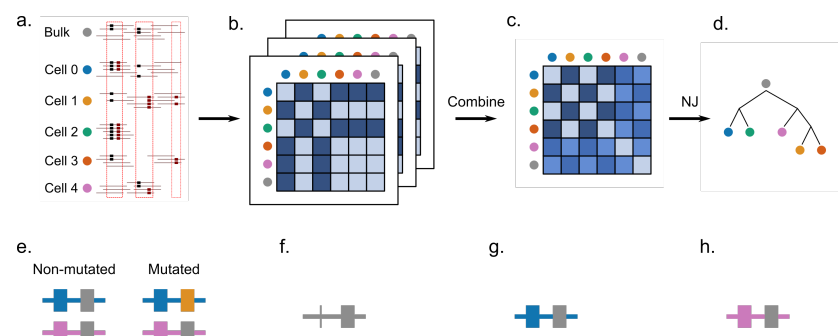 a.
b.
c.
d.
Bulk
Cell 0
Cell 1
Cell 2
Cell 3
Cell 4
Combine
NJ
e.
f.
g.
h.
Non-mutated
Mutated